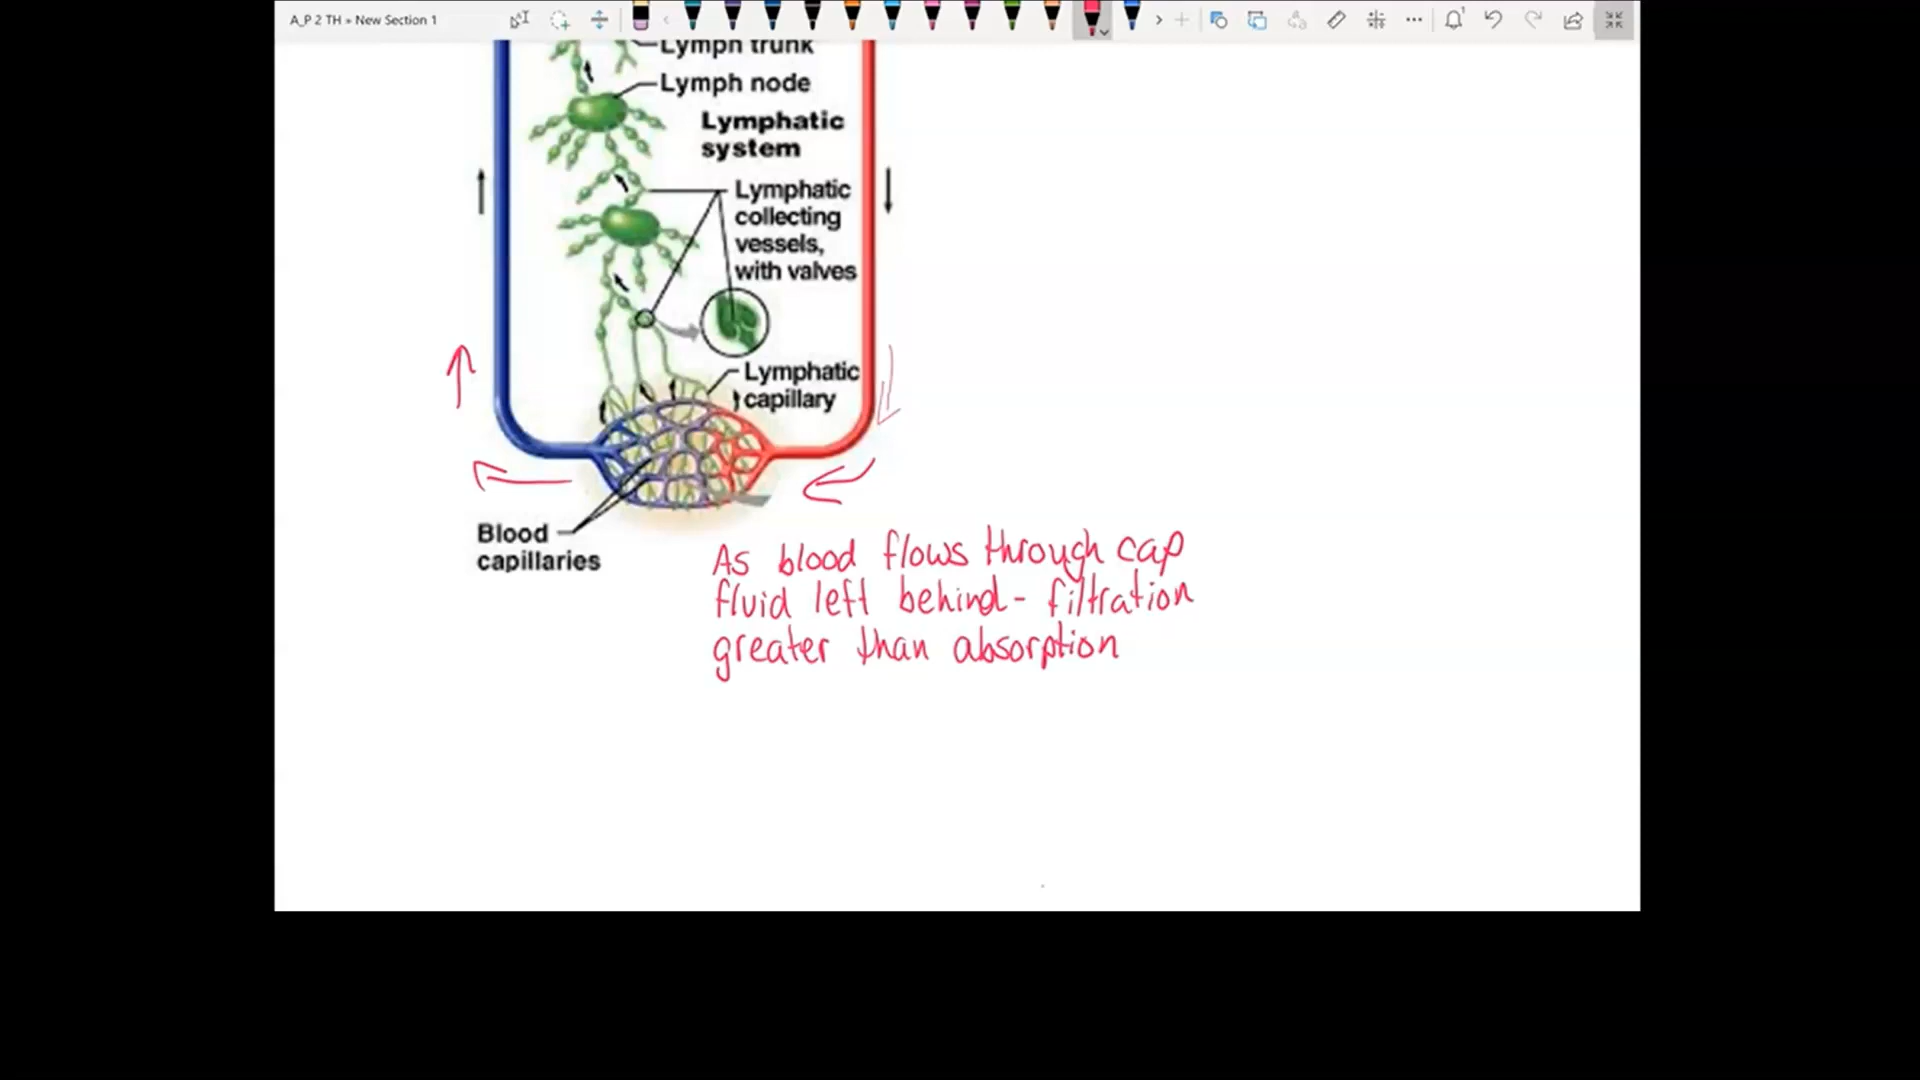 A_P 2 TH » New Section 1
Lymph trunk
Lymph node
Lymphatic
system
Lymphatic
collecting
vessels,
with valves
Lymphatic
capillary
Blood
capillaries
As blood flows through cap
fluid left behind - filtration
greater than absorption